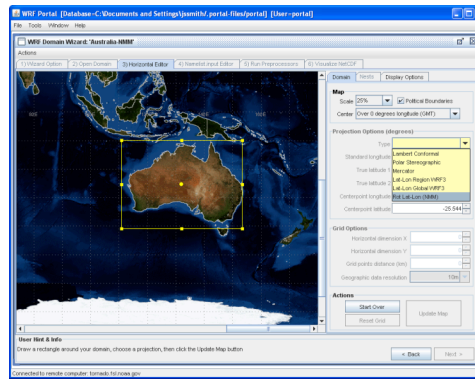 WRF Portal [Database=C:\Documents and Settings\jssmith/.portal-files/portal] [User=portal]
File Tools Window Help
WRF Domain Wizard: 'Australia-NMM'
Actions
1) Wizard Option 2) Open Domain 3) Horizontal Editor 4) Namelist.input Editor 5) Run Preprocessors 6) Visualize NetCDF
Domain Nests Display Options
Map
Scale 25% Political Boundaries
Center Over 0 degrees longitude (GMT)
Projection Options (degrees)
Type
Lambert Conformal
Polar Stereographic
Mercator
Lat-Lon Region WRF3
Lat-Lon Global WRF3
Rot Lat-Lon (NMM)
Standard longitude
True latitude 1
True latitude 2
Centerpoint longitude
Centerpoint latitude -25.544
Grid Options
Horizontal dimension X
Horizontal dimension Y
Grid points distance (km)
Geographic data resolution 10m
Actions
Start Over
Reset Grid
Update Map
User Hint & Info
Draw a rectangle around your domain, choose a projection, then click the Update Map button
< Back Next >
Connected to remote computer: tornado.fsl.noaa.gov